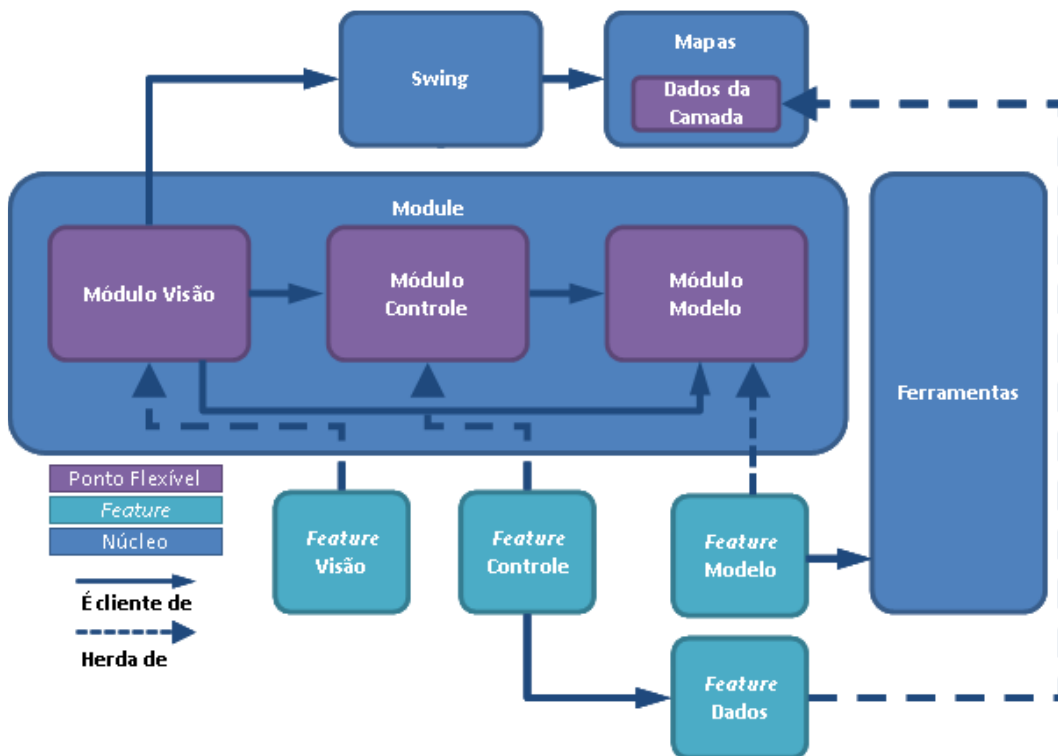 Swing
Mapas
Dados da
Camada
Module
Módulo Visão
Módulo
Controle
Módulo
Modelo
Ferramentas
Ponto Flexível
Feature
Núcleo
É cliente de
Herda de
Feature
Visão
Feature
Controle
Feature
Modelo
Feature
Dados